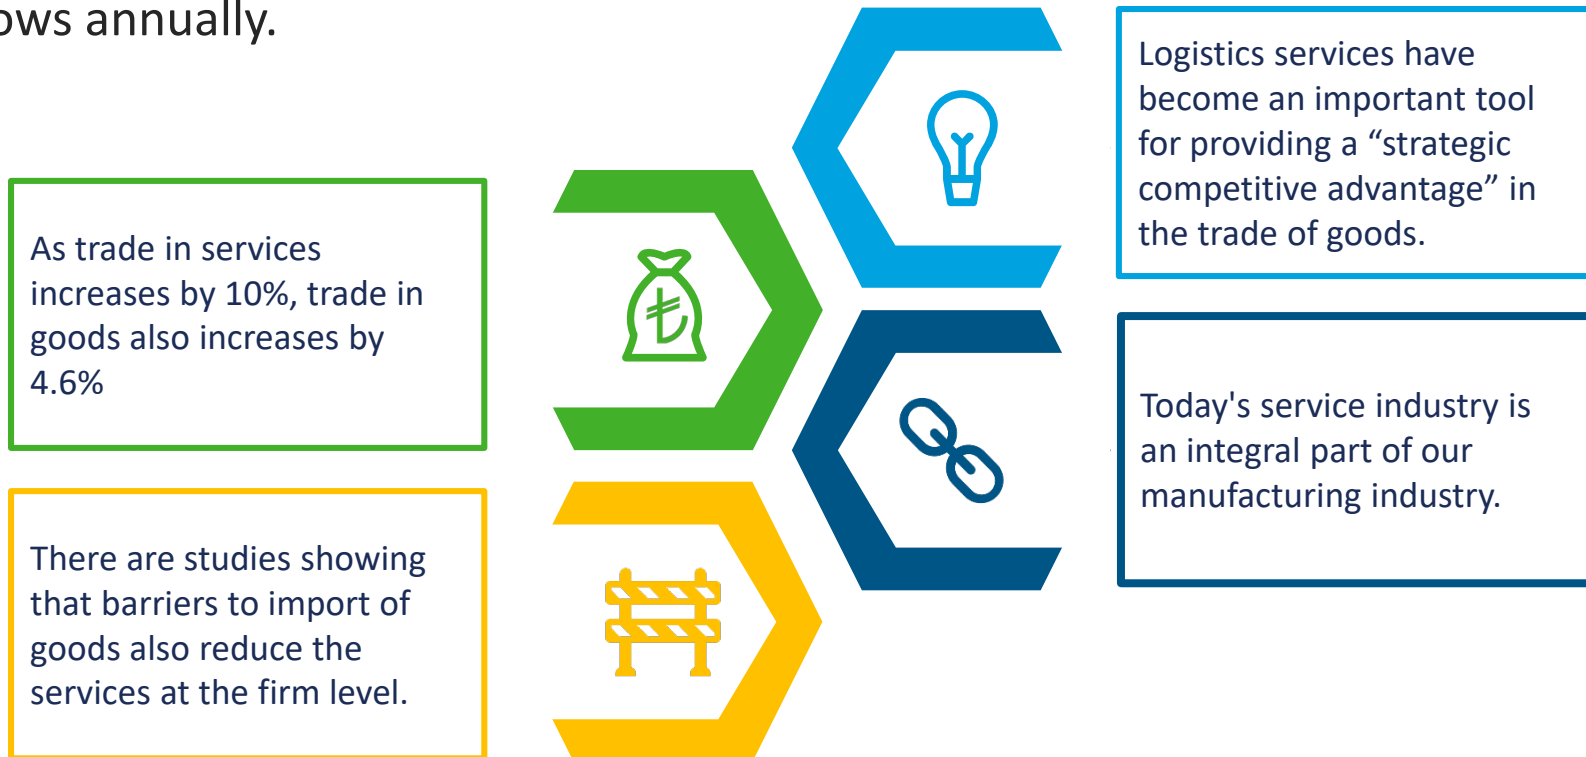 ows annually.
As trade in services
increases by 10%, trade in
goods also increases by
4.6%
There are studies showing
that barriers to import of
goods also reduce the
services at the firm level.
Logistics services have
become an important tool
for providing a “strategic
competitive advantage” in
the trade of goods.
Today's service industry is
an integral part of our
manufacturing industry.